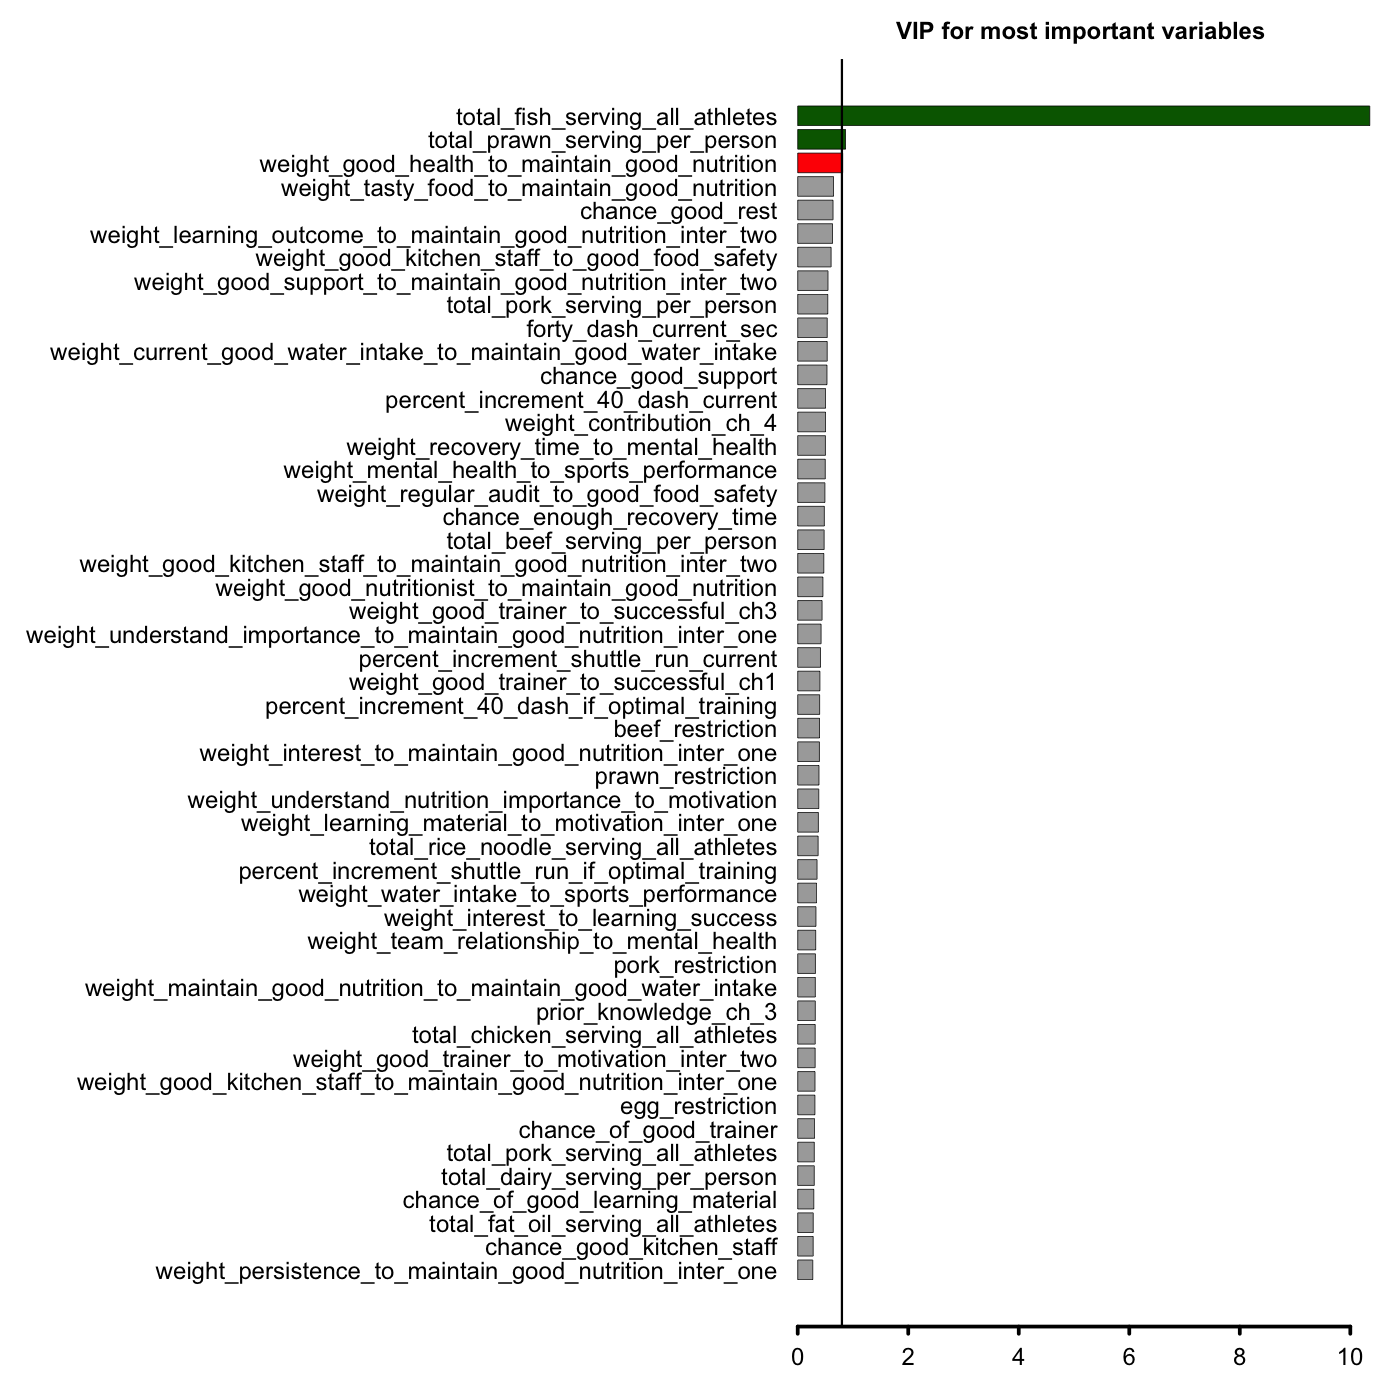 VIP for most important variables
total_fish_serving_all_athletes
total_prawn_serving_per_person
weight_good_health_to_maintain_good_nutrition
weight_tasty_food_to_maintain_good_nutrition
chance_good_rest
weight_learning_outcome_to_maintain_good_nutrition_inter_two
weight_good_kitchen_staff_to_good_food_safety
weight_good_support_to_maintain_good_nutrition_inter_two
total_pork_serving_per_person
forty_dash_current_sec
weight_current_good_water_intake_to_maintain_good_water_intake
chance_good_support
percent_increment_40_dash_current
weight_contribution_ch_4
weight_recovery_time_to_mental_health
weight_mental_health_to_sports_performance
weight_regular_audit_to_good_food_safety
chance_enough_recovery_time
total_beef_serving_per_person
weight_good_kitchen_staff_to_maintain_good_nutrition_inter_two
weight_good_nutritionist_to_maintain_good_nutrition
weight_good_trainer_to_successful_ch3
weight_understand_importance_to_maintain_good_nutrition_inter_one
percent_increment_shuttle_run_current
weight_good_trainer_to_successful_ch1
percent_increment_40_dash_if_optimal_training
beef_restriction
weight_interest_to_maintain_good_nutrition_inter_one
prawn_restriction
weight_understand_nutrition_importance_to_motivation
weight_learning_material_to_motivation_inter_one
total_rice_noodle_serving_all_athletes
percent_increment_shuttle_run_if_optimal_training
weight_water_intake_to_sports_performance
weight_interest_to_learning_success
weight_team_relationship_to_mental_health
pork_restriction
weight_maintain_good_nutrition_to_maintain_good_water_intake
prior_knowledge_ch_3
total_chicken_serving_all_athletes
weight_good_trainer_to_motivation_inter_two
weight_good_kitchen_staff_to_maintain_good_nutrition_inter_one
egg_restriction
chance_of_good_trainer
total_pork_serving_all_athletes
total_dairy_serving_per_person
chance_of_good_learning_material
total_fat_oil_serving_all_athletes
chance_good_kitchen_staff
weight_persistence_to_maintain_good_nutrition_inter_one
0 2 4 6 8 10